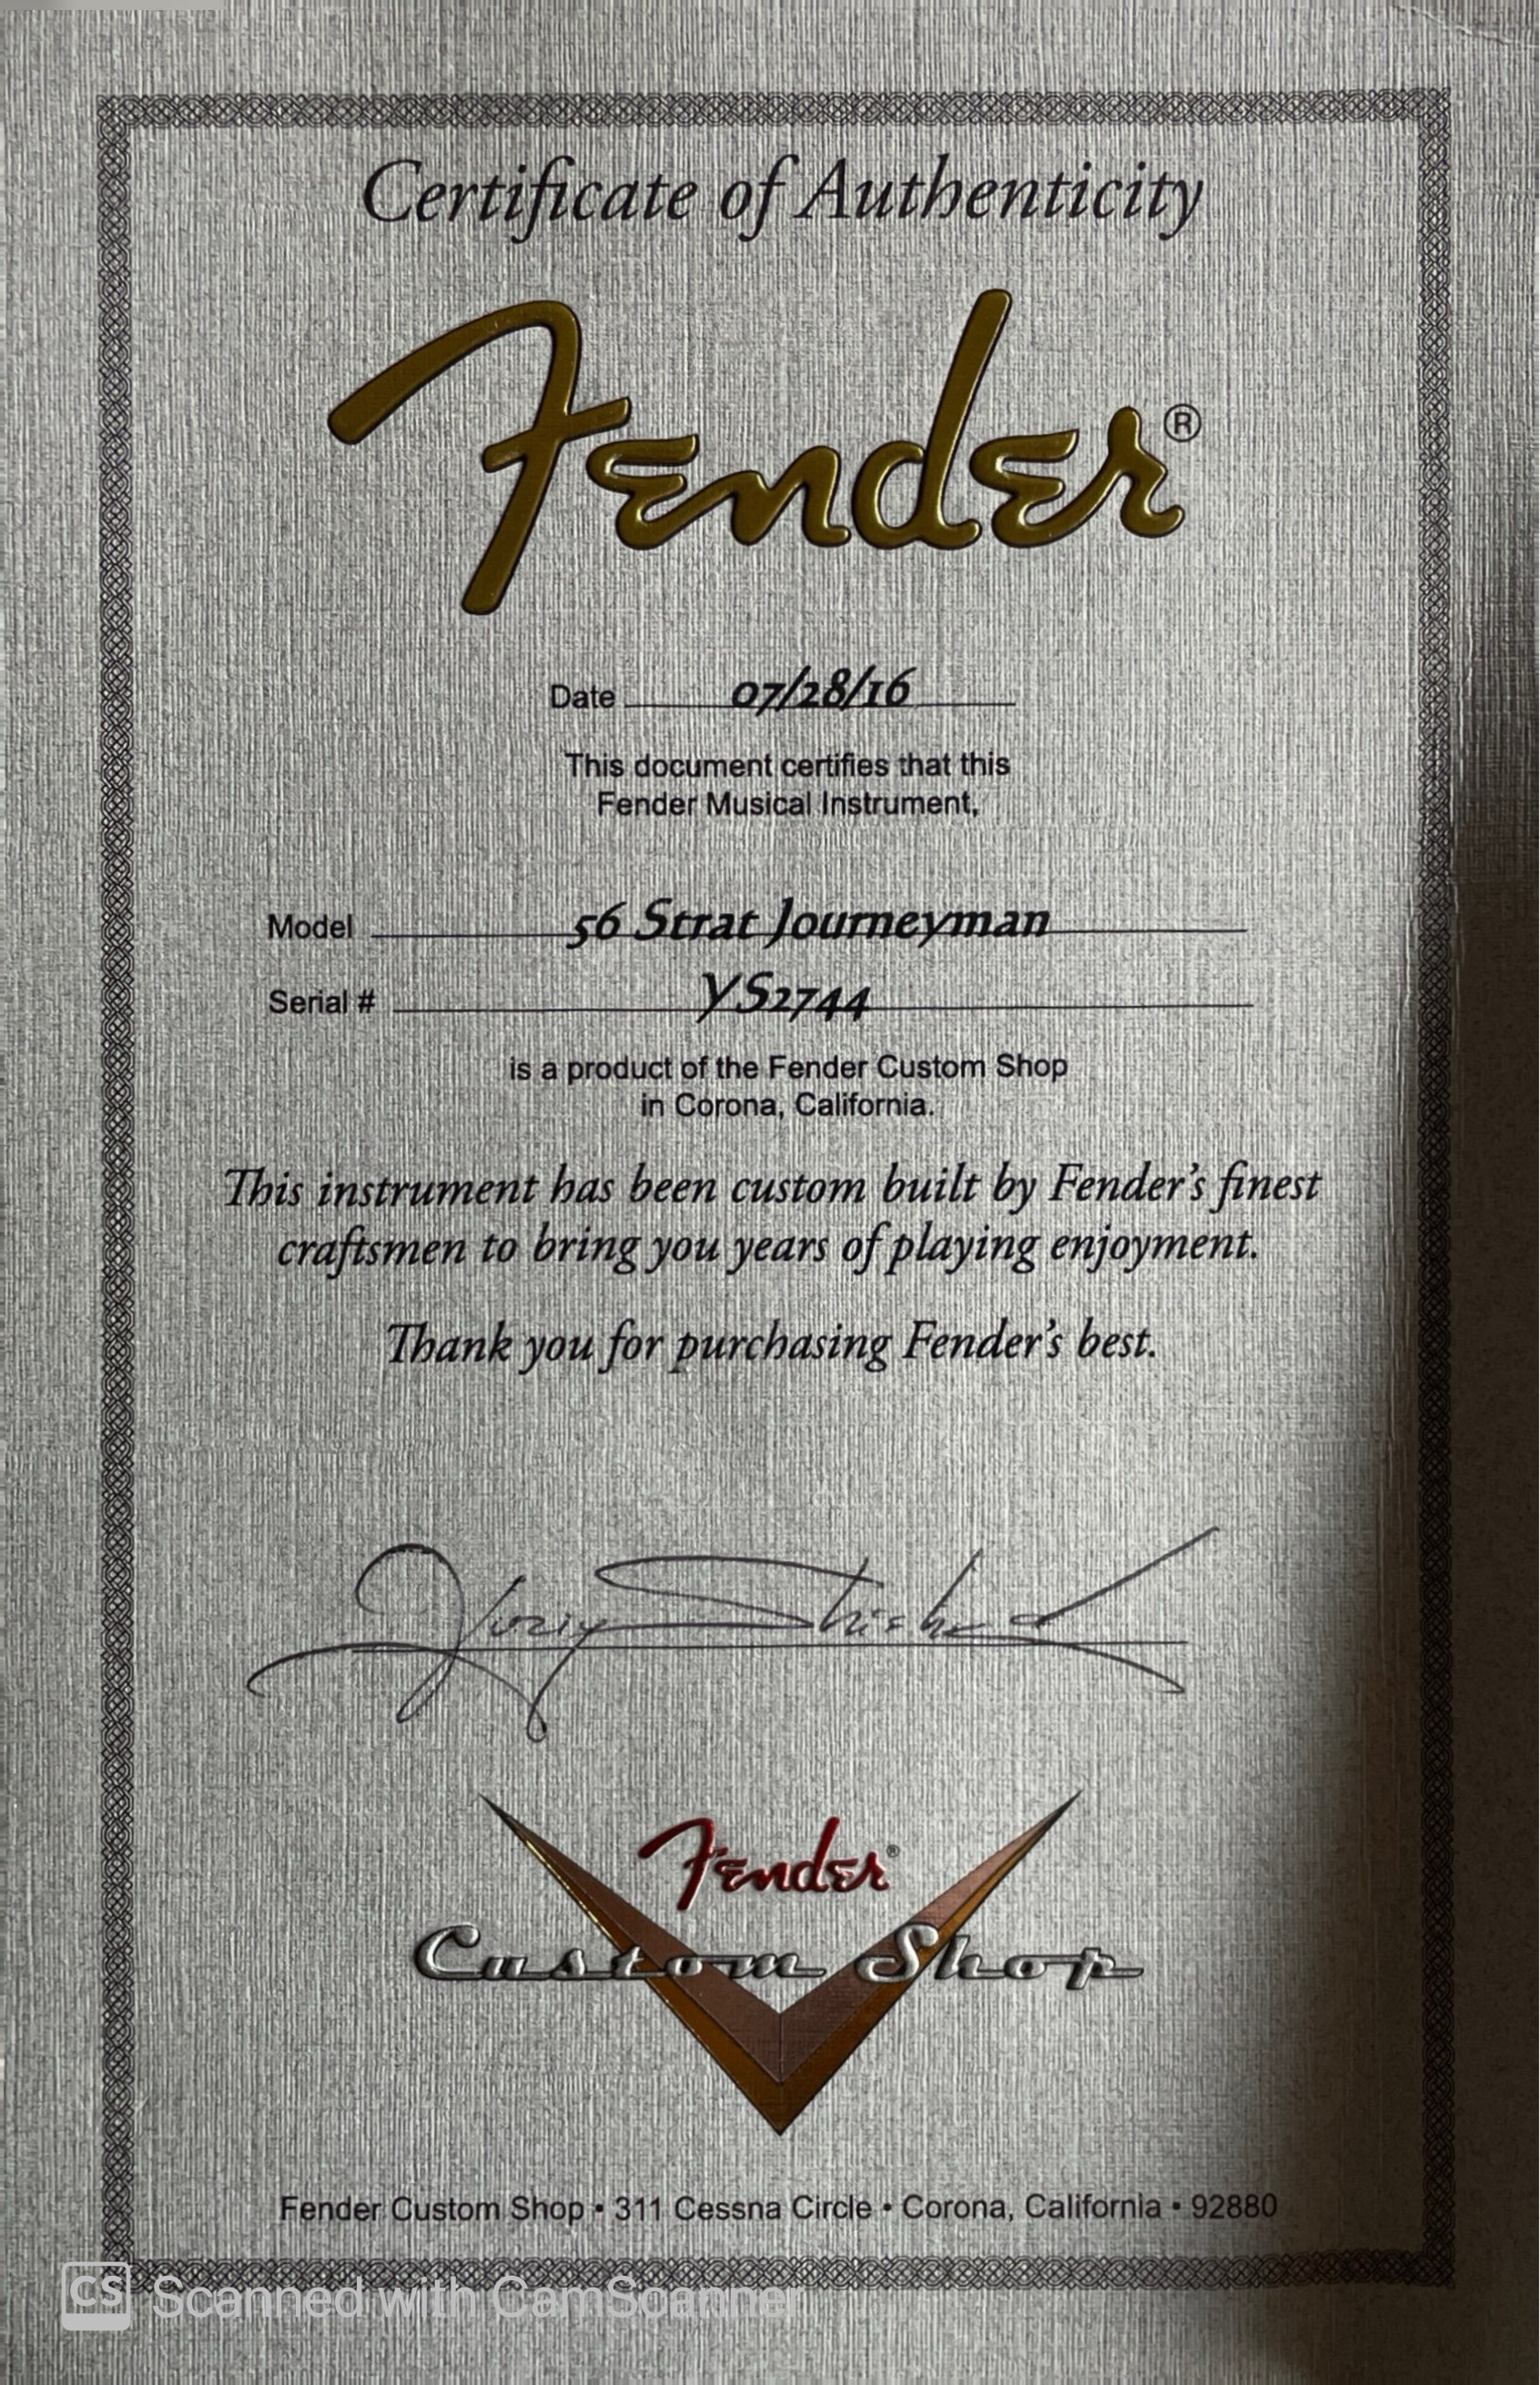 Certificate of Authenticity
Fender®
Date 07/28/16
This document certifies that this
Fender Musical Instrument,
Model 56 Strat Journeyman
Serial # YS2744
is a product of the Fender Custom Shop
in Corona, California.
This instrument has been custom built by Fender's finest
craftsmen to bring you years of playing enjoyment.
Thank you for purchasing Fender's best.
Fender®
Custom Shop
Fender Custom Shop • 311 Cessna Circle • Corona, California • 92880
CS Scanned with CamScanner